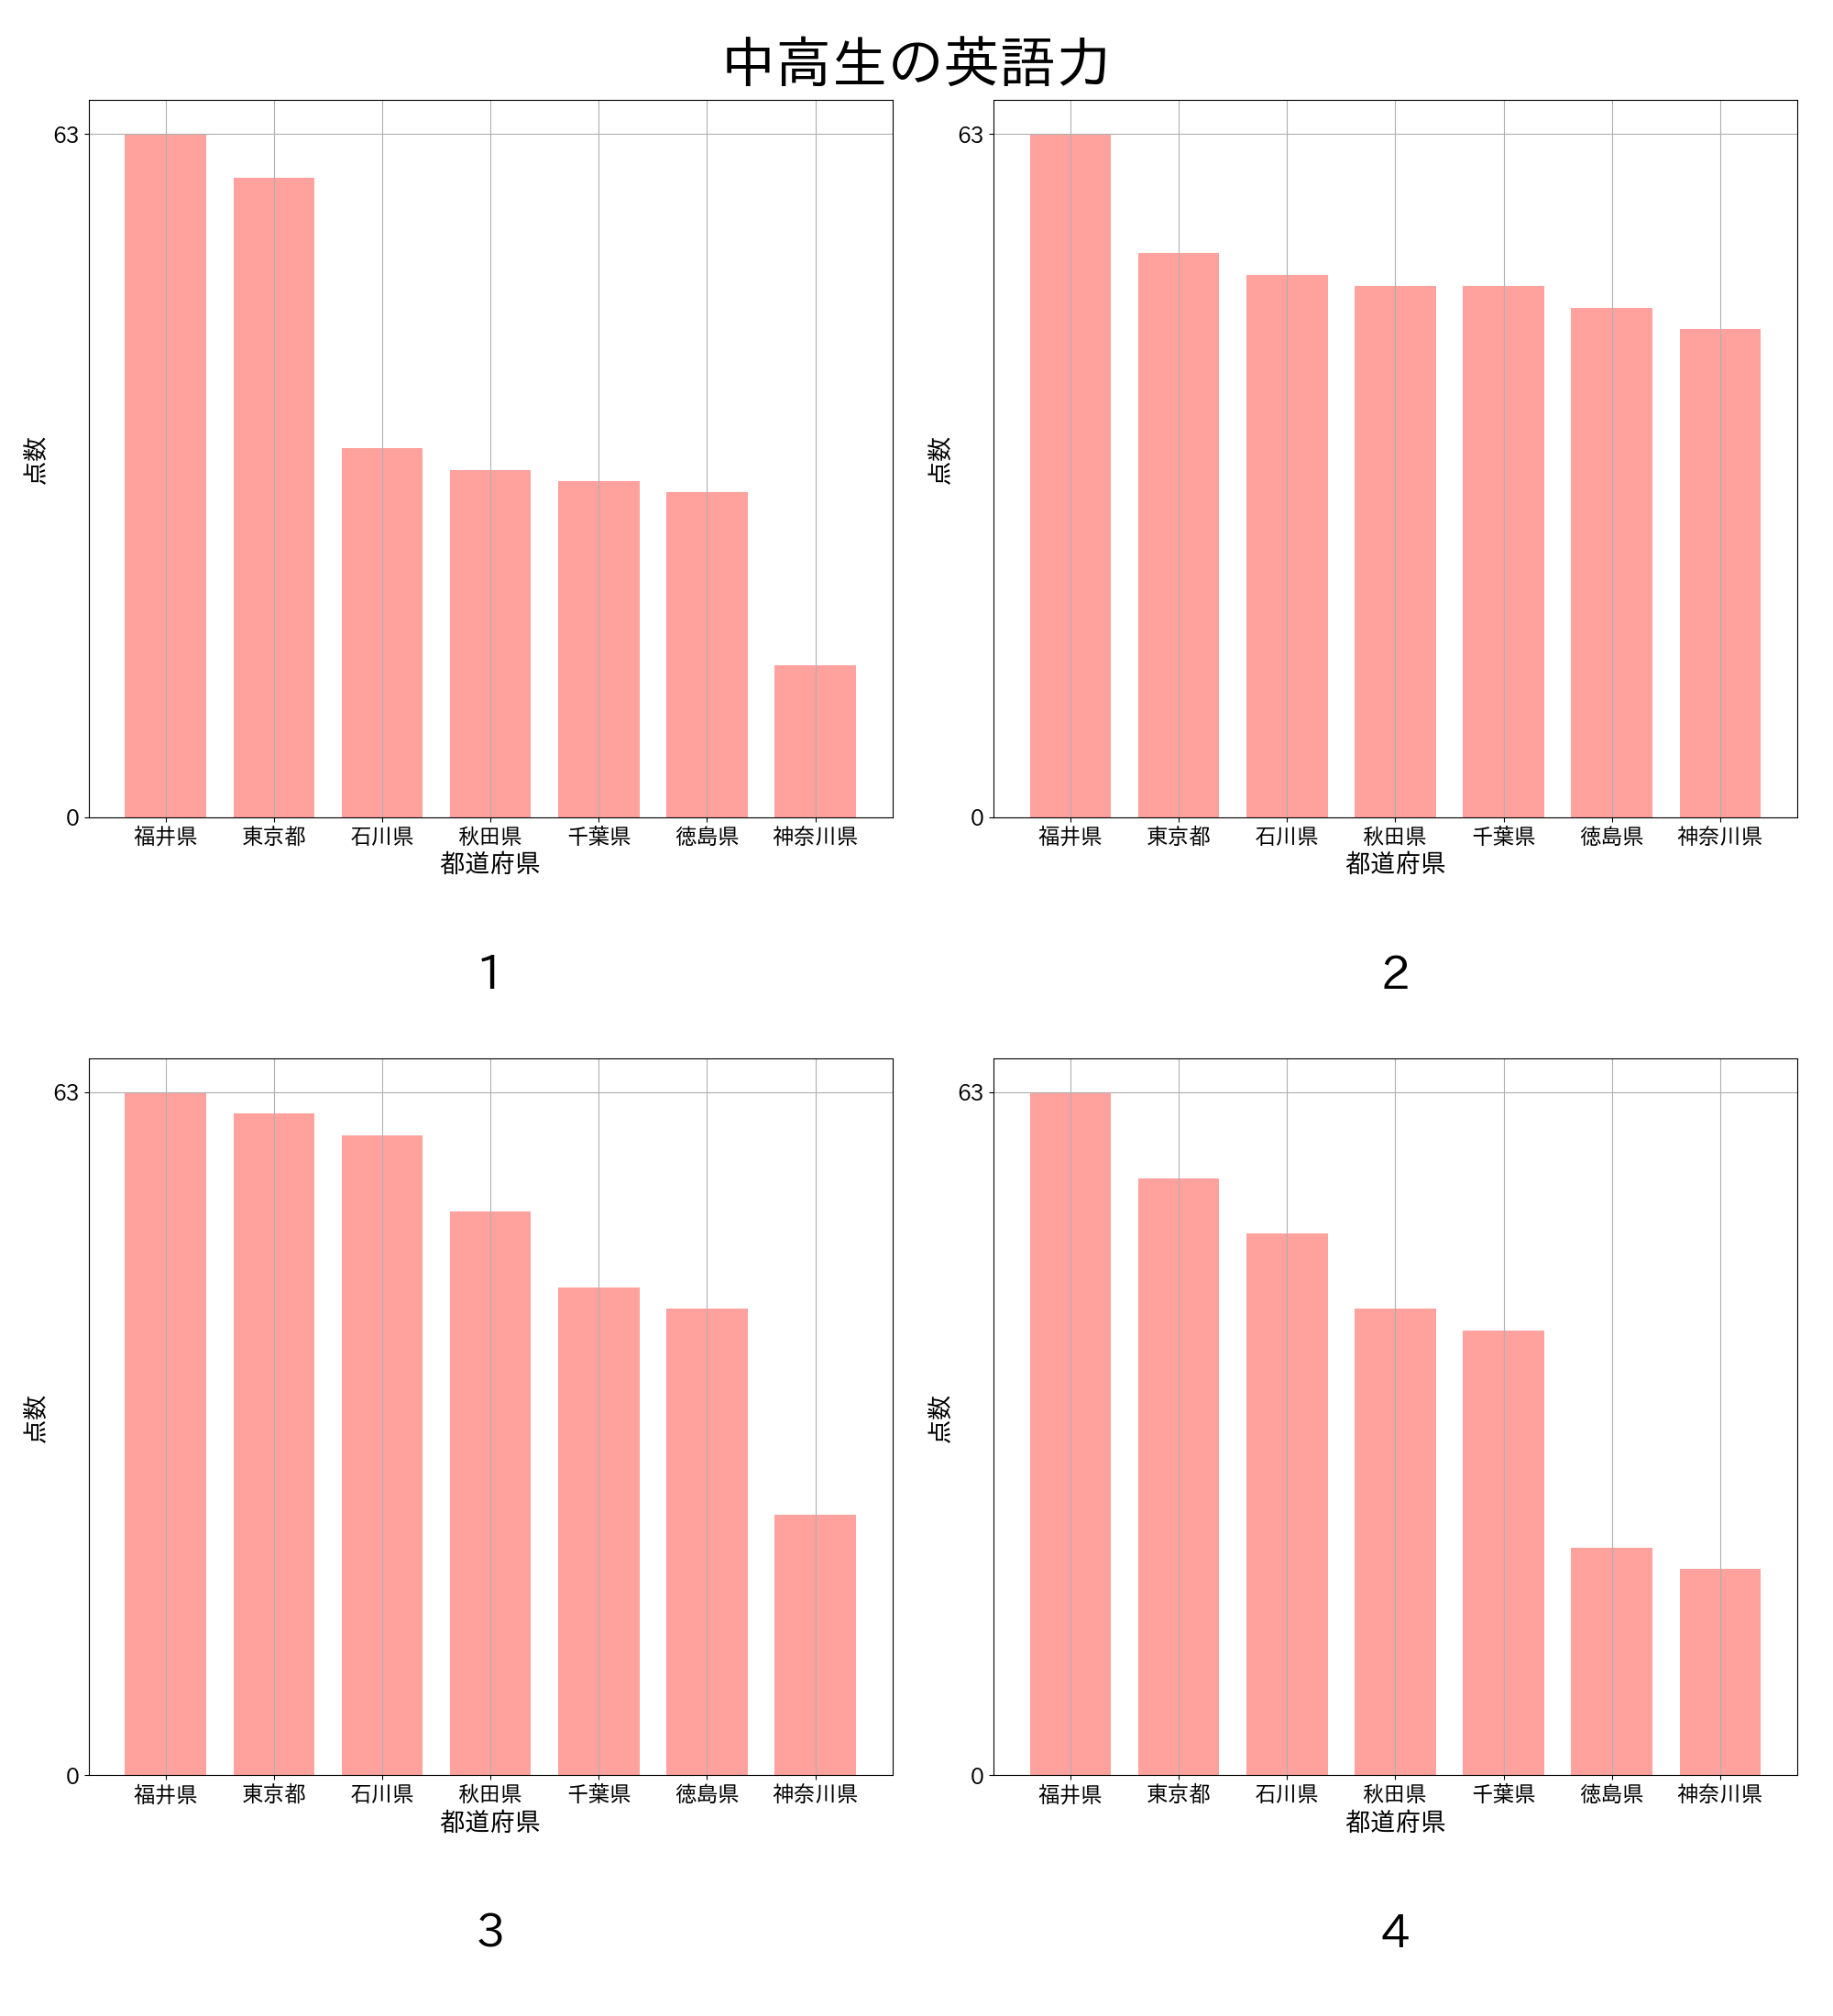 中高生の英語力
63
0
点数
福井県 東京都 石川県 秋田県 千葉県 徳島県 神奈川県
都道府県
1
63
0
点数
福井県 東京都 石川県 秋田県 千葉県 徳島県 神奈川県
都道府県
2
63
0
点数
福井県 東京都 石川県 秋田県 千葉県 徳島県 神奈川県
都道府県
3
63
0
点数
福井県 東京都 石川県 秋田県 千葉県 徳島県 神奈川県
都道府県
4